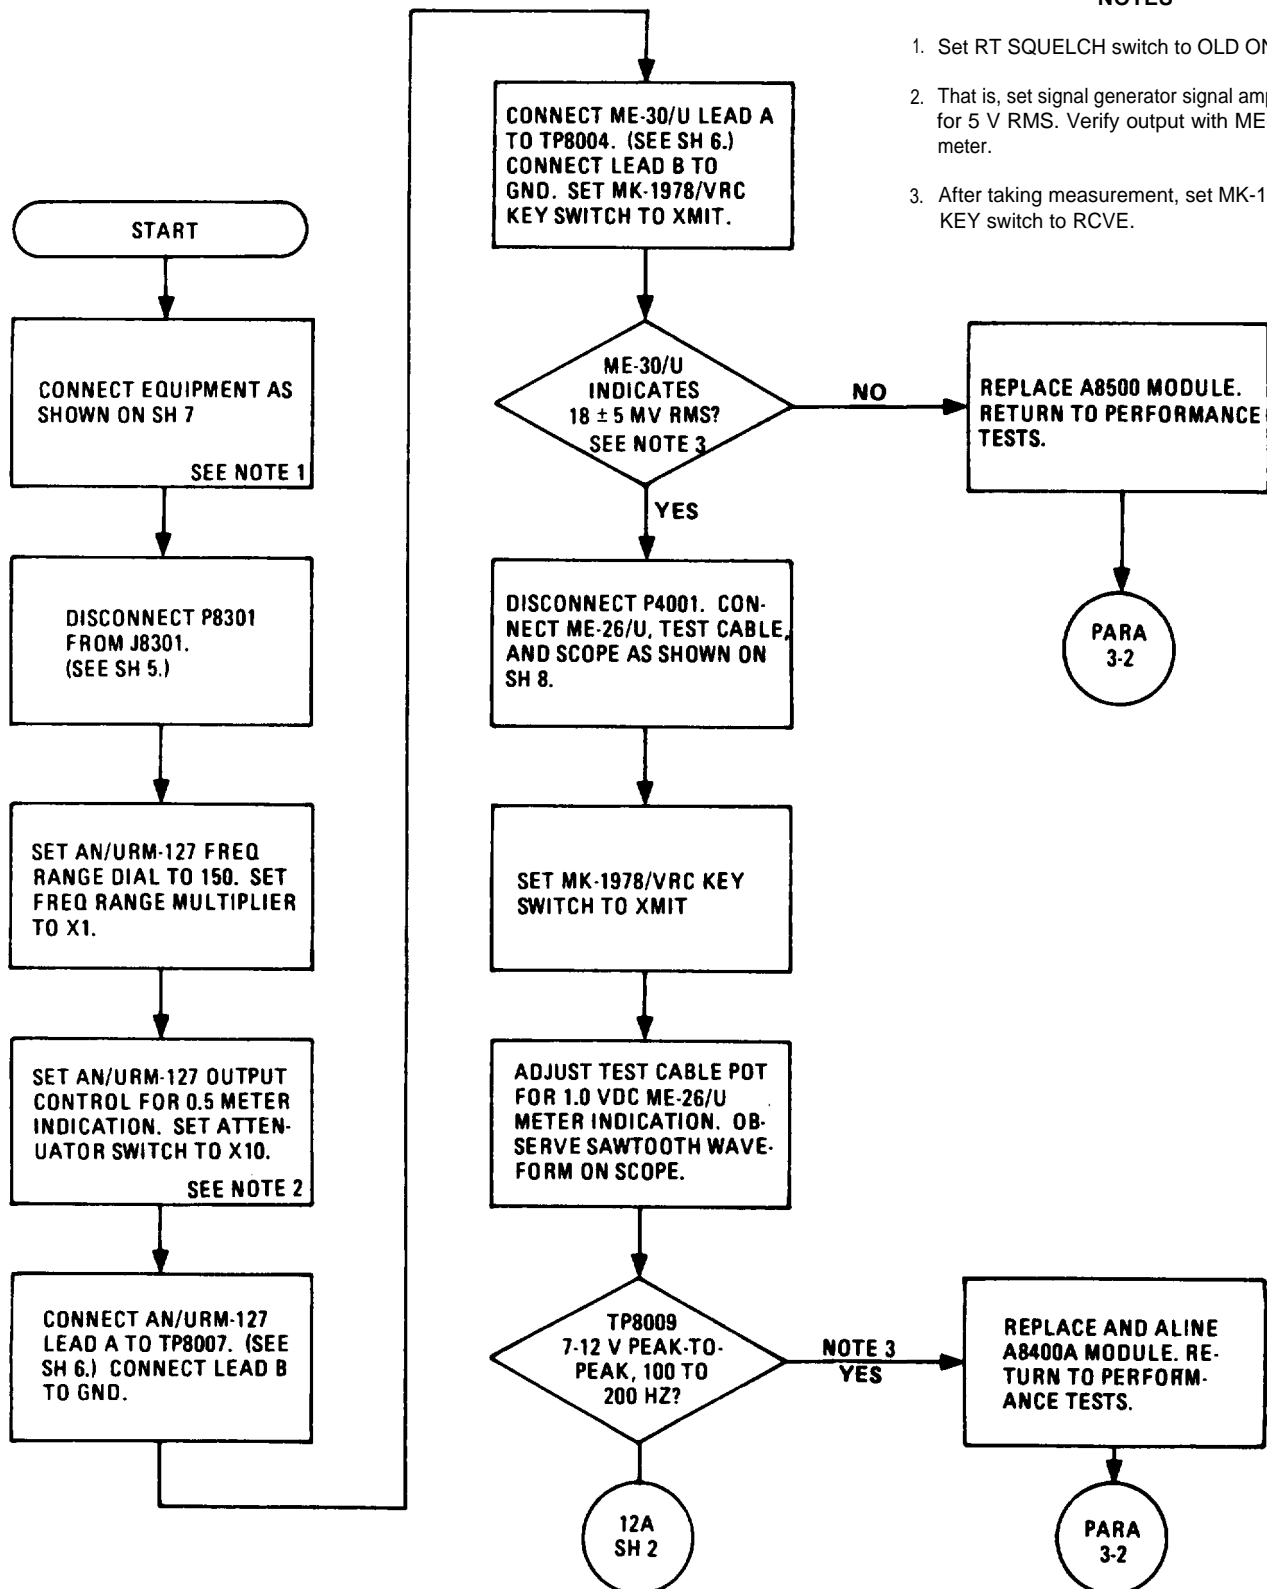 START
CONNECT EQUIPMENT AS
SHOWN ON SH 7
SEE NOTE 1
DISCONNECT P8301
FROM J8301.
(SEE SH 5.)
SET AN/URM-127 FREQ
RANGE DIAL TO 150. SET
FREQ RANGE MULTIPLIER
TO X1.
SET AN/URM-127 OUTPUT
CONTROL FOR 0.5 METER
INDICATION. SET ATTEN-
UATOR SWITCH TO X10.
SEE NOTE 2
CONNECT AN/URM-127
LEAD A TO TP8007. (SEE
SH 6.) CONNECT LEAD B
TO GND.
CONNECT ME-30/U LEAD A
TO TP8004. (SEE SH 6.)
CONNECT LEAD B TO
GND. SET MK-1978/VRC
KEY SWITCH TO XMIT.
ME-30/U
INDICATES
18 ± 5 MV RMS?
SEE NOTE 3
NO
YES
REPLACE A8500 MODULE.
RETURN TO PERFORMANCE
TESTS.
PARA
3-2
DISCONNECT P4001. CON-
NECT ME-26/U, TEST CABLE,
AND SCOPE AS SHOWN ON
SH 8.
SET MK-1978/VRC KEY
SWITCH TO XMIT
ADJUST TEST CABLE POT
FOR 1.0 VDC ME-26/U
METER INDICATION. OB-
SERVE SAWTOOTH WAVE-
FORM ON SCOPE.
TP8009
7-12 V PEAK-TO-
PEAK, 100 TO
200 HZ?
NOTE 3
YES
REPLACE AND ALINE
A8400A MODULE. RE-
TURN TO PERFORM-
ANCE TESTS.
PARA
3-2
12A
SH 2
NOTES
1. Set RT SQUELCH switch to OLD ON
2. That is, set signal generator signal amp
for 5 V RMS. Verify output with ME
meter.
3. After taking measurement, set MK-1
KEY switch to RCVE.